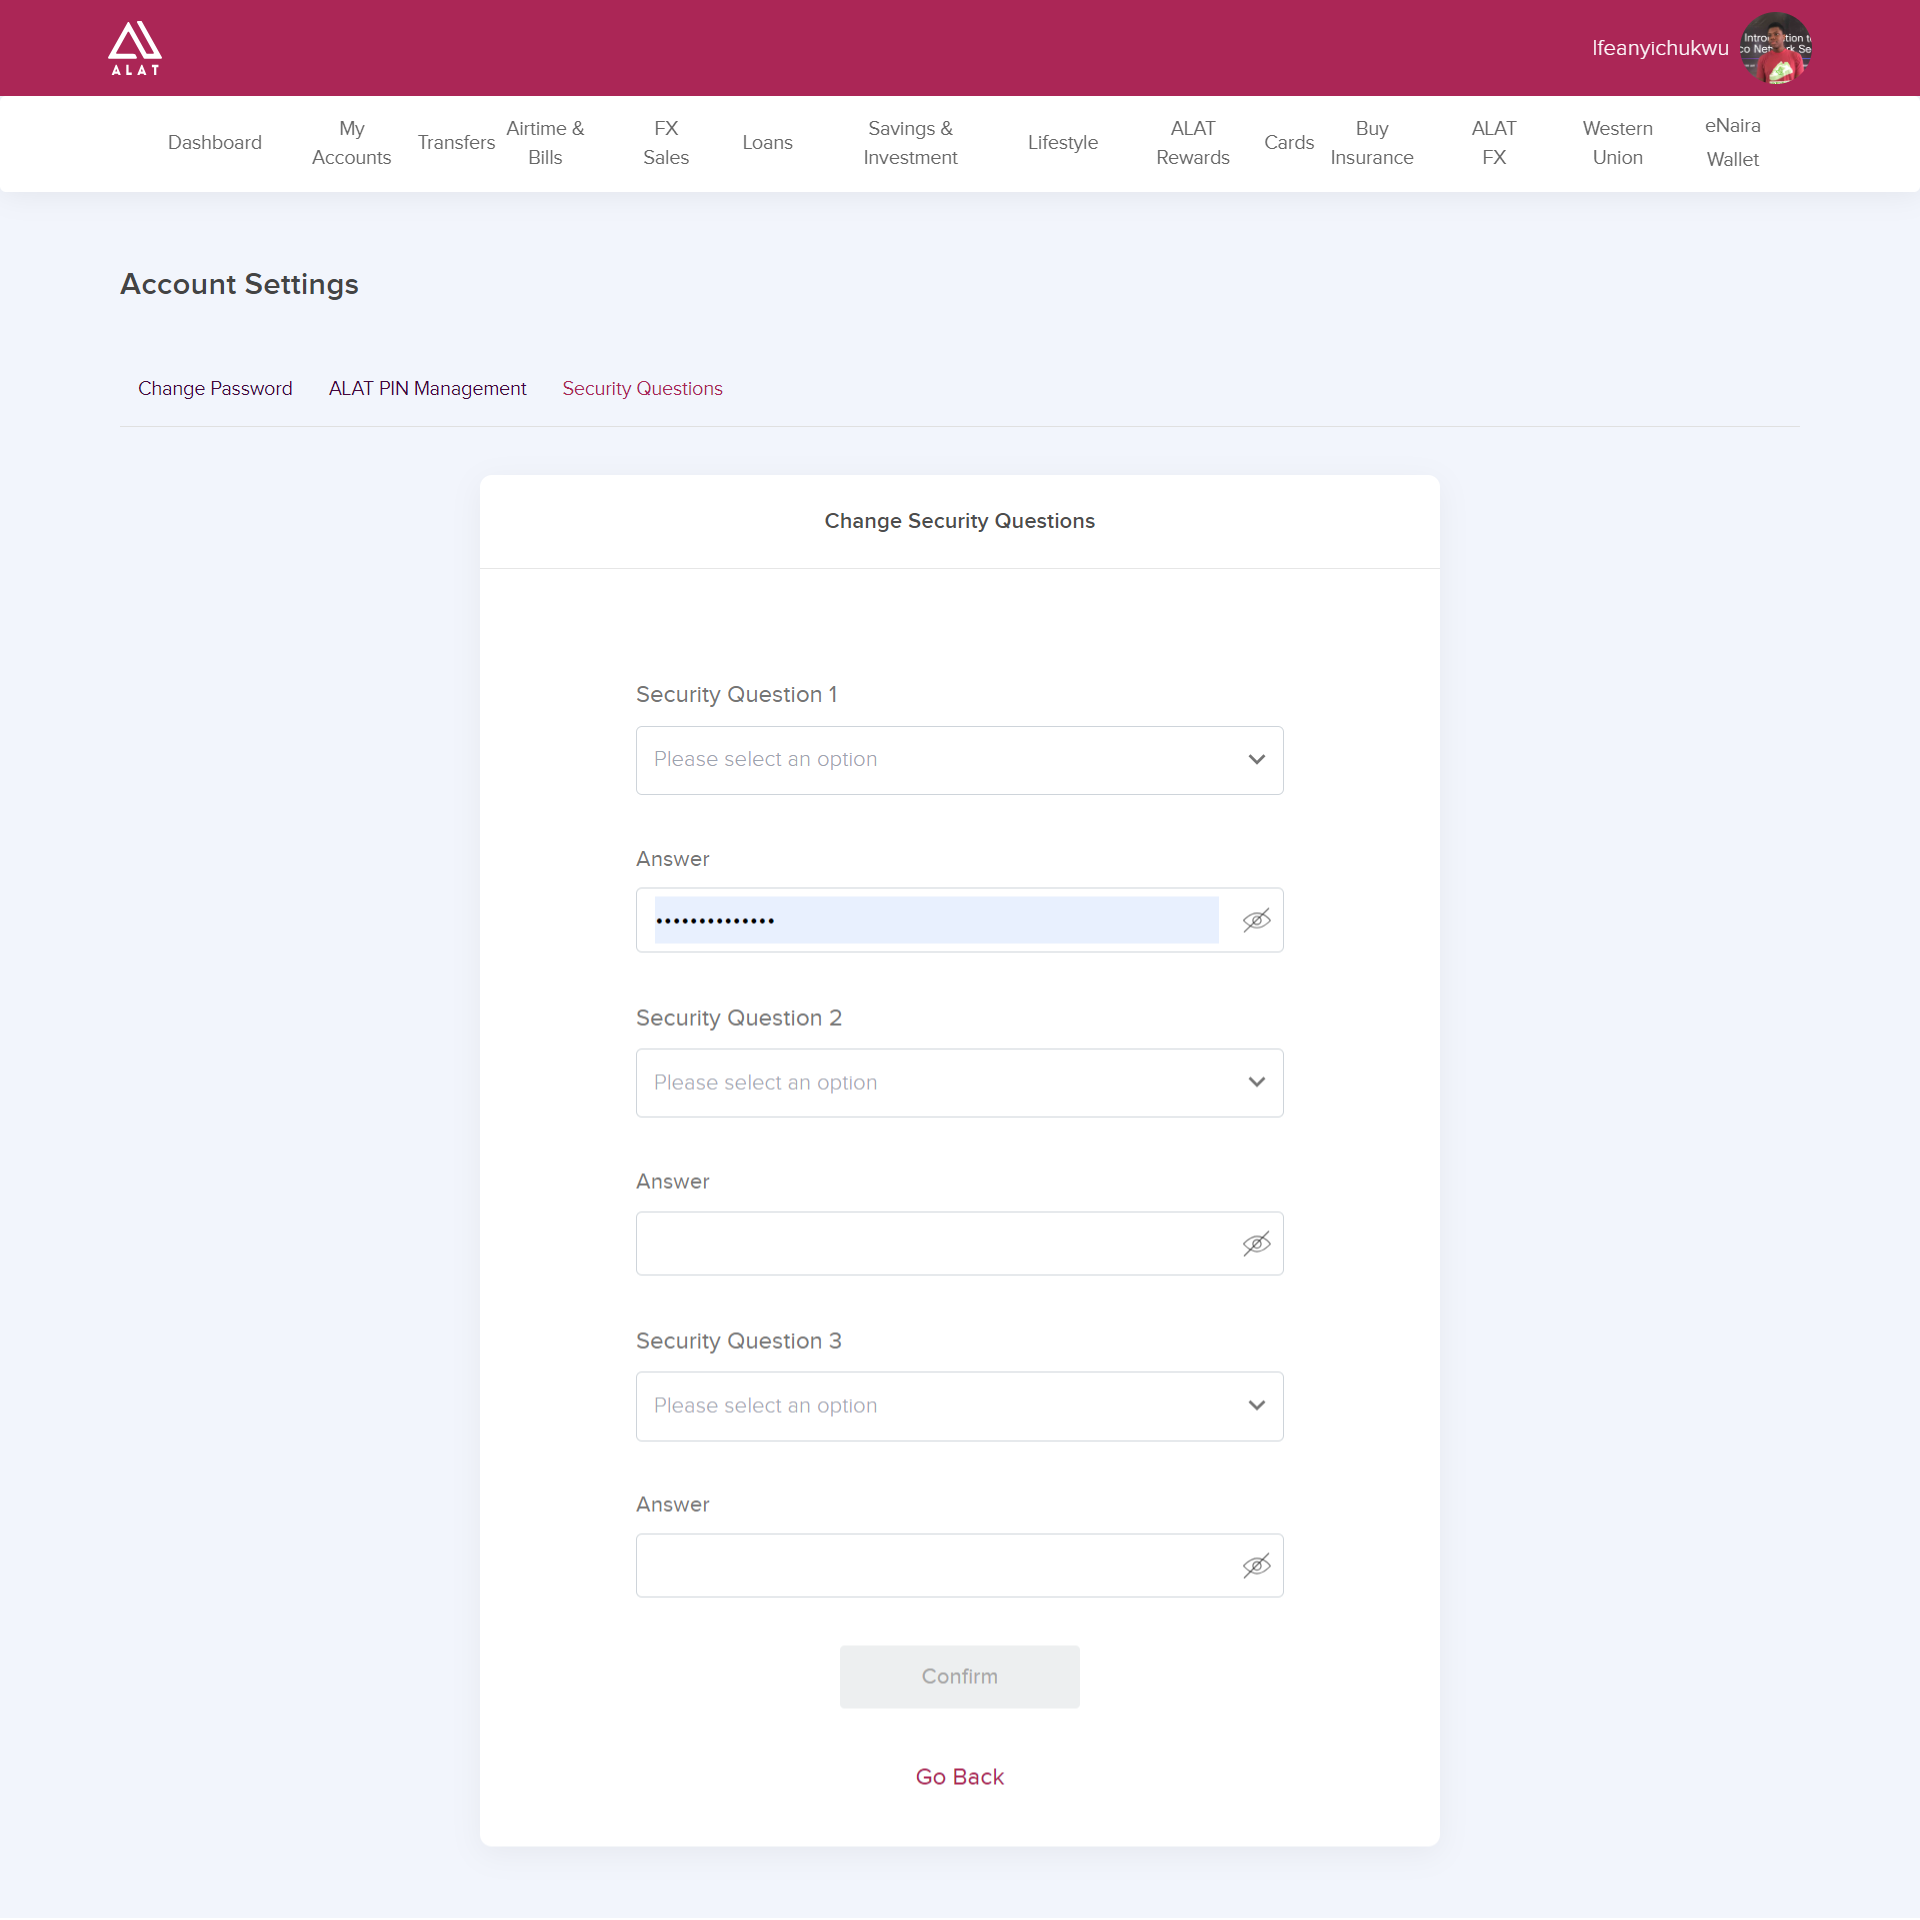 ALAT
Ifeanyichukwu
Dashboard
My
Accounts
Transfers
Airtime &
Bills
FX
Sales
Loans
Savings &
Investment
Lifestyle
ALAT
Rewards
Cards
Buy
Insurance
ALAT
FX
Western
Union
eNaira
Wallet
Account Settings
Change Password
ALAT PIN Management
Security Questions
Change Security Questions
Security Question 1
Please select an option
Answer
••••••••••••••
Security Question 2
Please select an option
Answer
Security Question 3
Please select an option
Answer
Confirm
Go Back